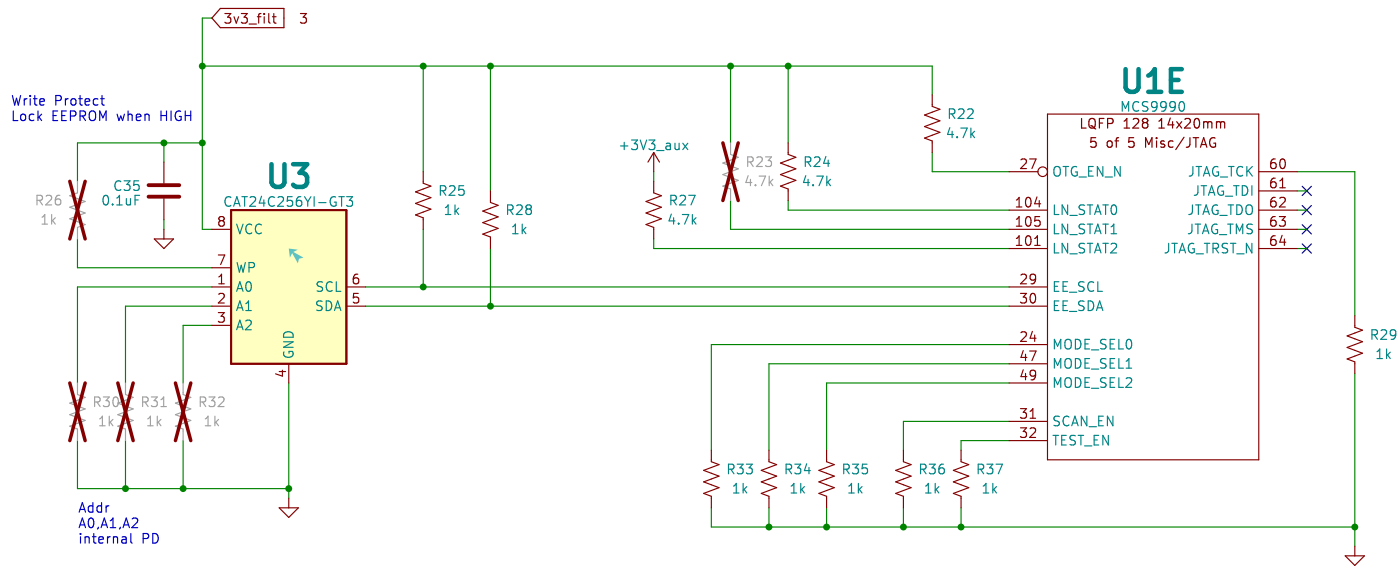 3v3_filt 3
Write Protect
Lock EEPROM when HIGH
R26
1k
C35
0.1uF
U3
CAT24C256YI-GT3
8 VCC
7 WP
1 A0
2 A1
3 A2
SCL 6
SDA 5
GND
4
R25
1k
R28
1k
R30
1k
R31
1k
R32
1k
Addr
A0,A1,A2
internal PD
+3V3_aux
R27
4.7k
R23
4.7k
R24
4.7k
R22
4.7k
U1E
MCS9990
LQFP 128 14x20mm
5 of 5 Misc/JTAG
27 OTG_EN_N
104 LN_STAT0
105 LN_STAT1
101 LN_STAT2
29 EE_SCL
30 EE_SDA
24 MODE_SEL0
47 MODE_SEL1
49 MODE_SEL2
31 SCAN_EN
32 TEST_EN
JTAG_TCK 60
JTAG_TDI 61
JTAG_TDO 62
JTAG_TMS 63
JTAG_TRST_N 64
R29
1k
R33
1k
R34
1k
R35
1k
R36
1k
R37
1k